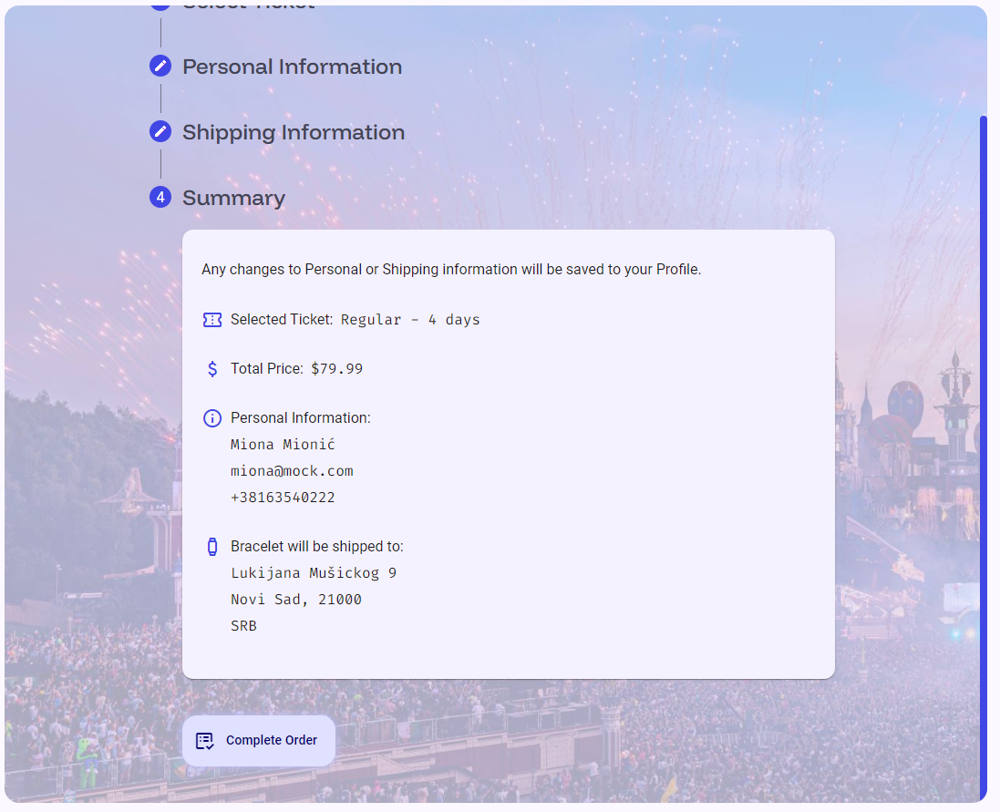 Select Ticket
Personal Information
Shipping Information
4 Summary
Any changes to Personal or Shipping information will be saved to your Profile.
Selected Ticket: Regular - 4 days
$ Total Price: $79.99
Personal Information:
Miona Mionić
miona@mock.com
+38163540222
Bracelet will be shipped to:
Lukijana Mušickog 9
Novi Sad, 21000
SRB
Complete Order